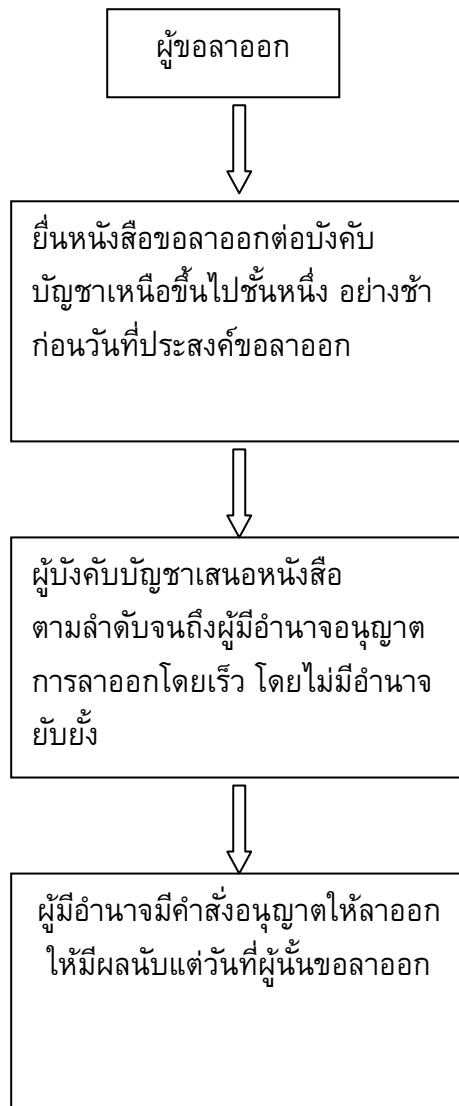 ผู้ขอลาออก
ยื่นหนังสือขอลาออกต่อบังคับ
บัญชาเหนือขึ้นไปชั้นหนึ่ง อย่างช้า
ก่อนวันที่ประสงค์ขอลาออก
ผู้บังคับบัญชาเสนอหนังสือ
ตามลำดับจนถึงผู้มีอำนาจอนุญาต
การลาออกโดยเร็ว โดยไม่มีอำนาจ
ยับยั้ง
ผู้มีอำนาจมีคำสั่งอนุญาตให้ลาออก
ให้มีผลนับแต่วันที่ผู้นั้นขอลาออก